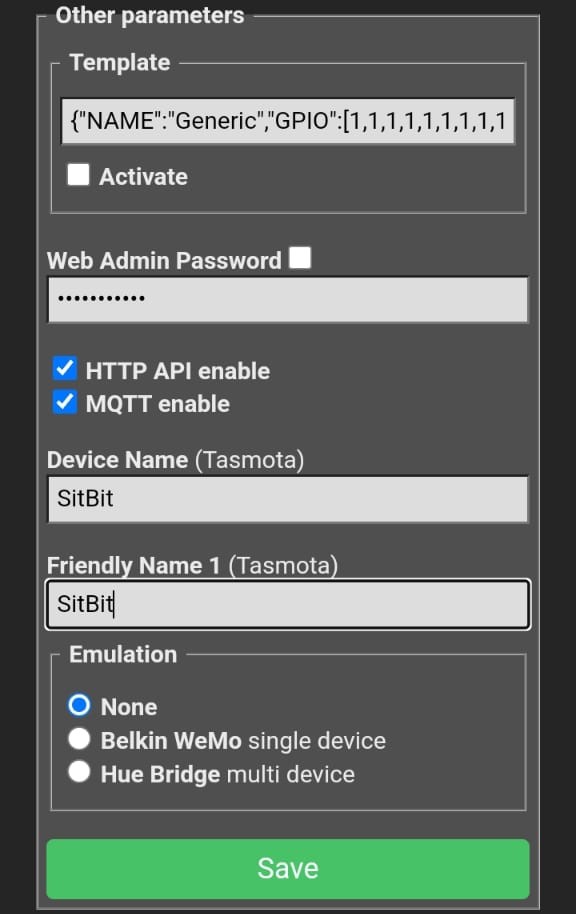 Other parameters
Template
{"NAME":"Generic","GPIO":[1,1,1,1,1,1,1,1,1
Activate
Web Admin Password
•••••••••••
HTTP API enable
MQTT enable
Device Name (Tasmota)
SitBit
Friendly Name 1 (Tasmota)
SitBit
Emulation
None
Belkin WeMo single device
Hue Bridge multi device
Save